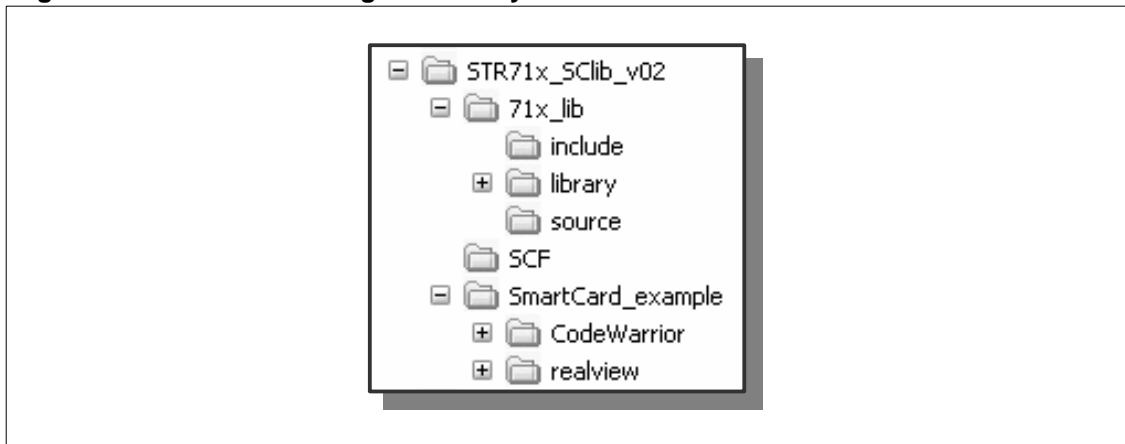 STR71x_SClib_v02
71x_lib
include
library
source
SCF
SmartCard_example
CodeWarrior
realview